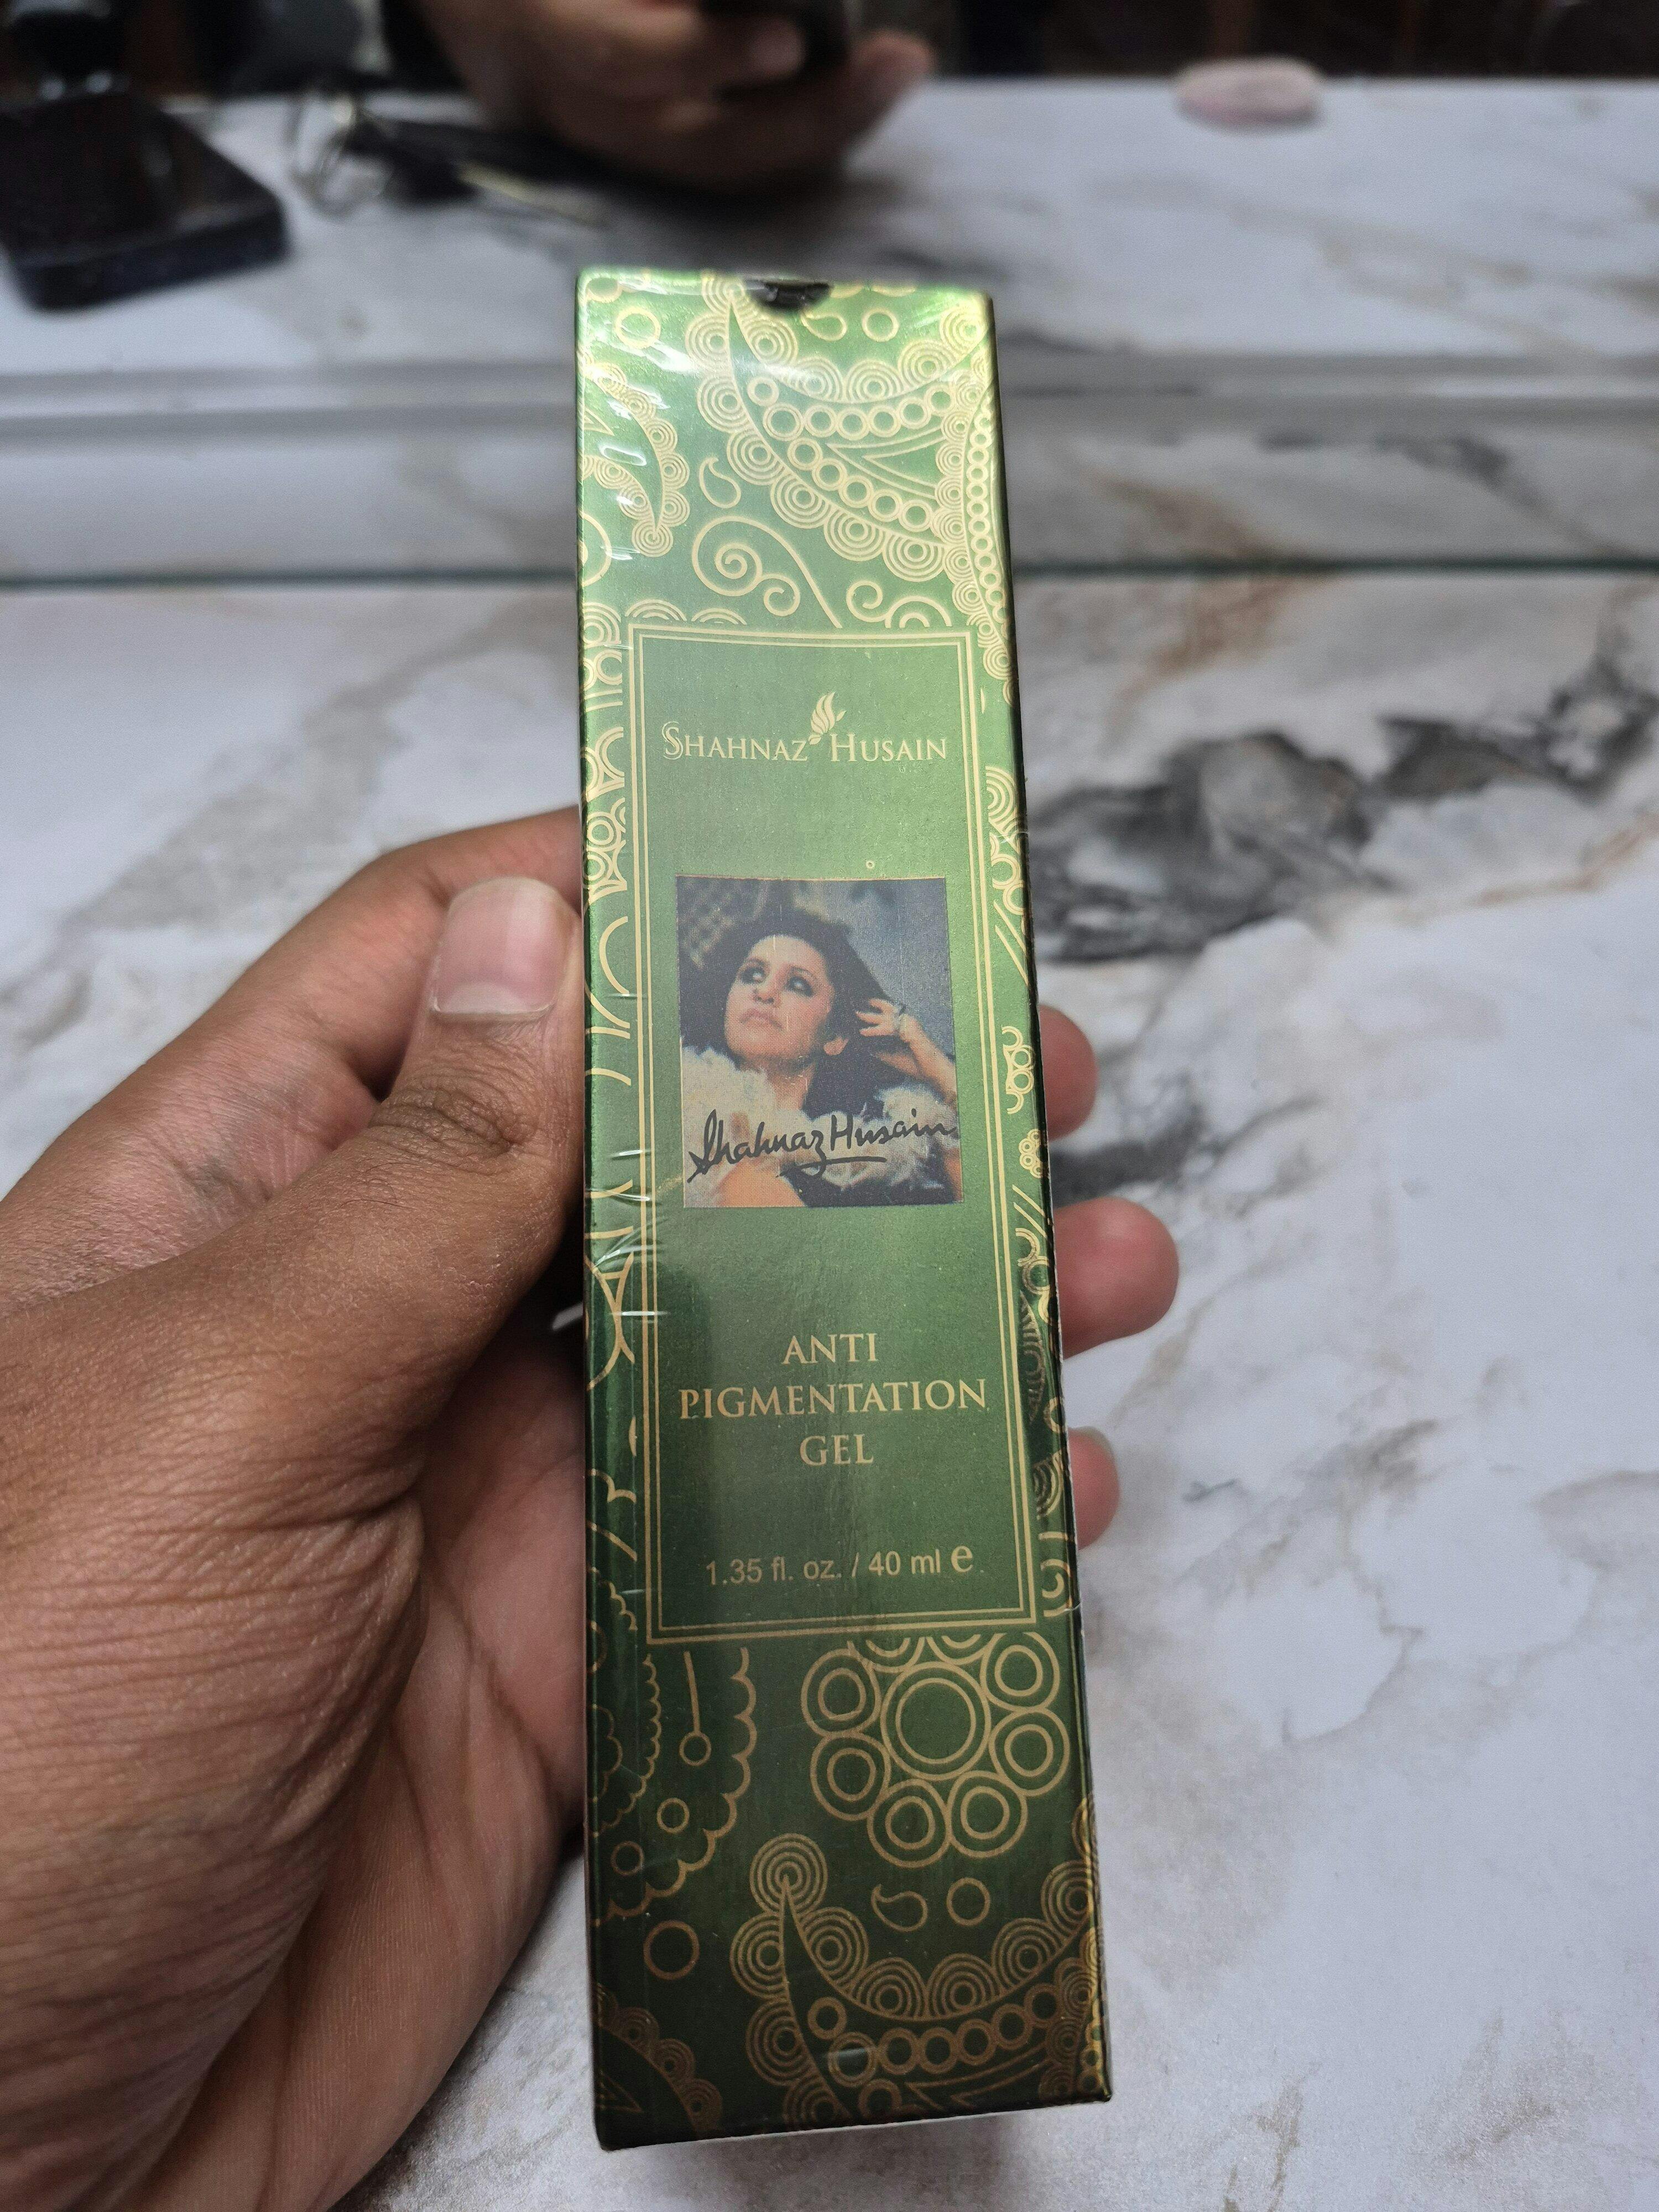 SHAHNAZ HUSAIN
Shahnaz Husain
ANTI
PIGMENTATION
GEL
1.35 fl. oz. / 40 ml e